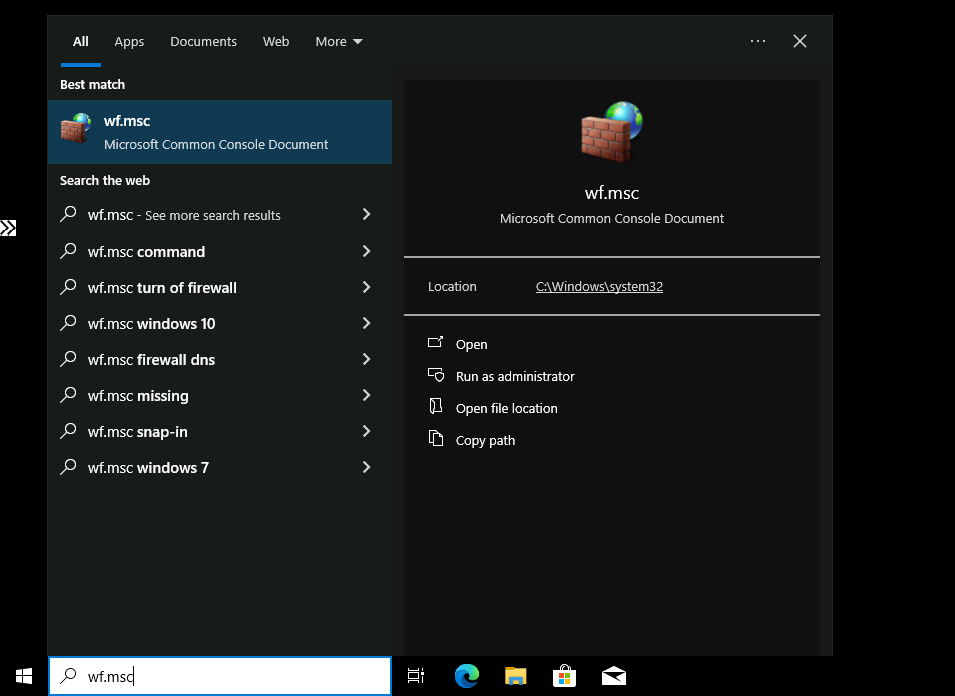 All Apps Documents Web More
Best match
wf.msc
Microsoft Common Console Document
Search the web
wf.msc - See more search results
wf.msc command
wf.msc turn of firewall
wf.msc windows 10
wf.msc firewall dns
wf.msc missing
wf.msc snap-in
wf.msc windows 7
wf.msc
Microsoft Common Console Document
Location C:\Windows\system32
Open
Run as administrator
Open file location
Copy path
wf.msc